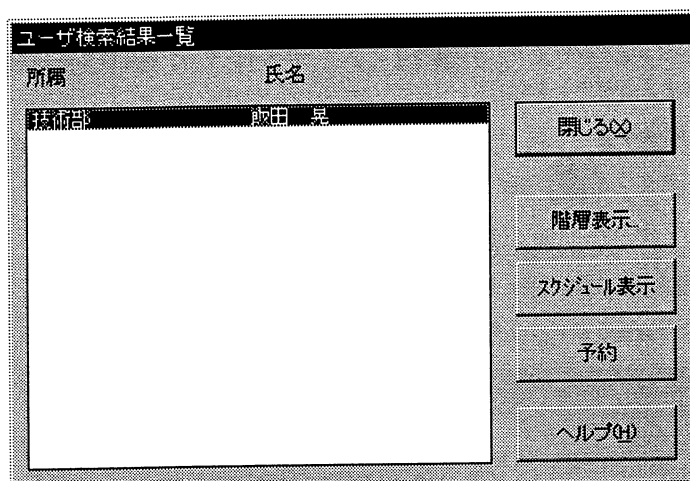 ユーザ検索結果一覧
所属 氏名
技術部 飯田 晃
閉じる(X)
階層表示...
スケジュール表示
予約
ヘルプ(H)